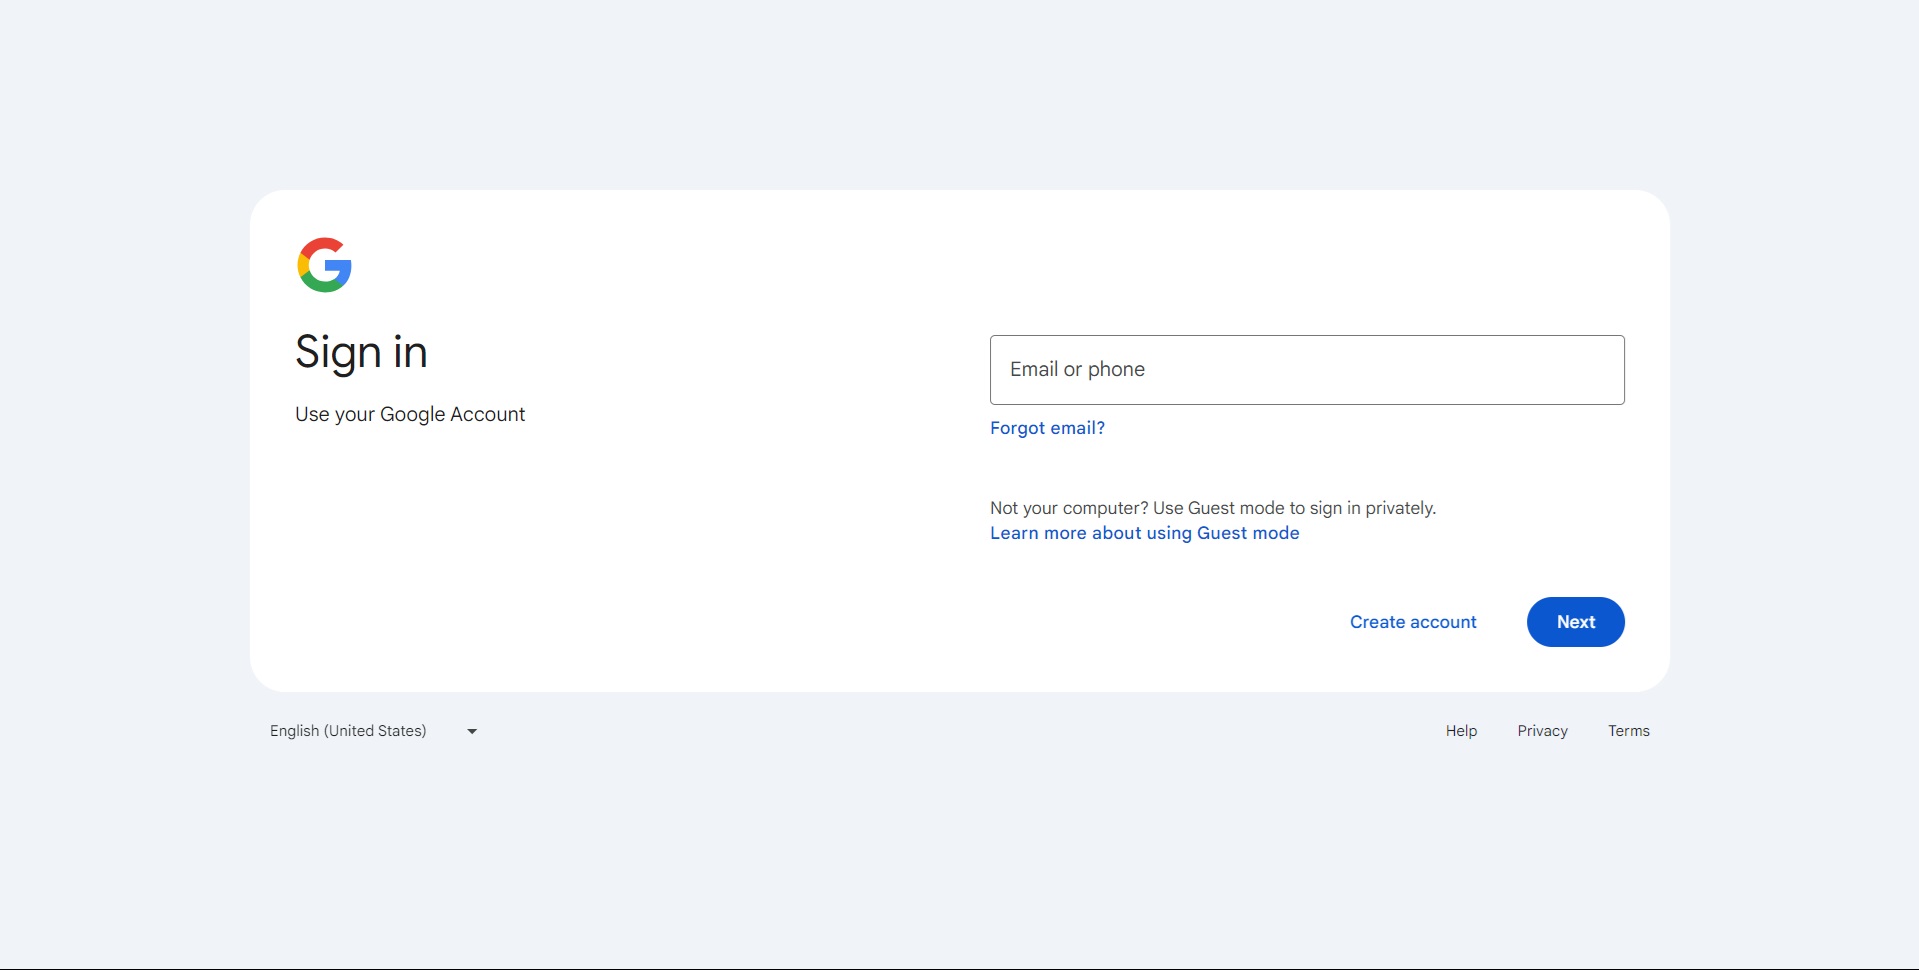 Sign in
Use your Google Account
Email or phone
Forgot email?
Not your computer? Use Guest mode to sign in privately.
Learn more about using Guest mode
Create account
Next
English (United States)
Help
Privacy
Terms